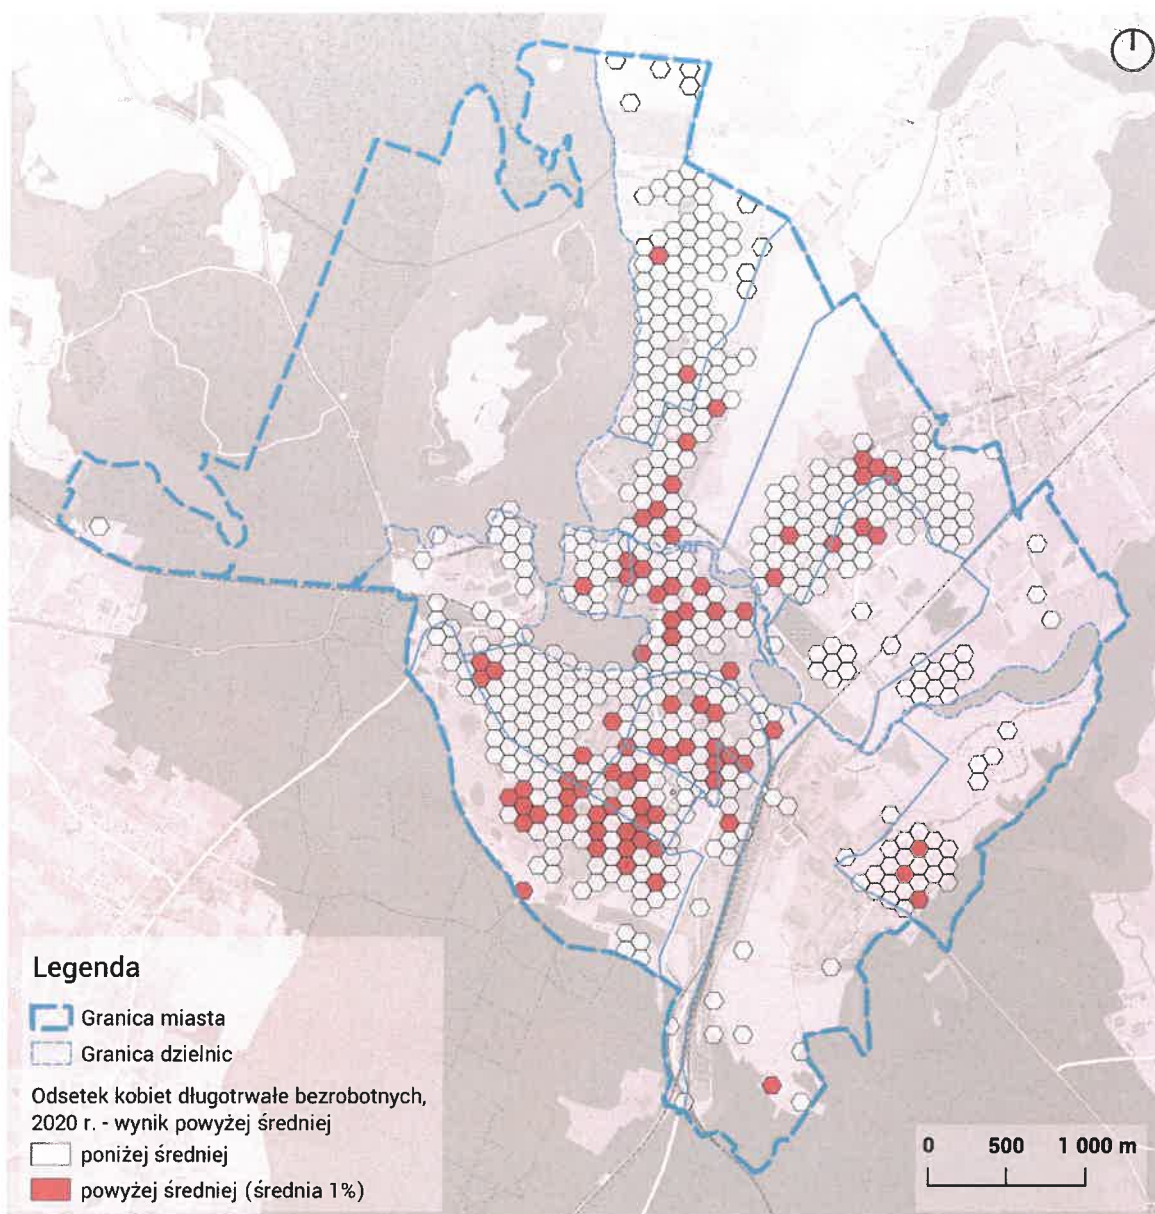 Legenda
Granica miasta
Granica dzielnic
Odsetek kobiet długotrwałe bezrobotnych,
2020 r. - wynik powyżej średniej
poniżej średniej
powyżej średniej (średnia 1%)
0 500 1 000 m